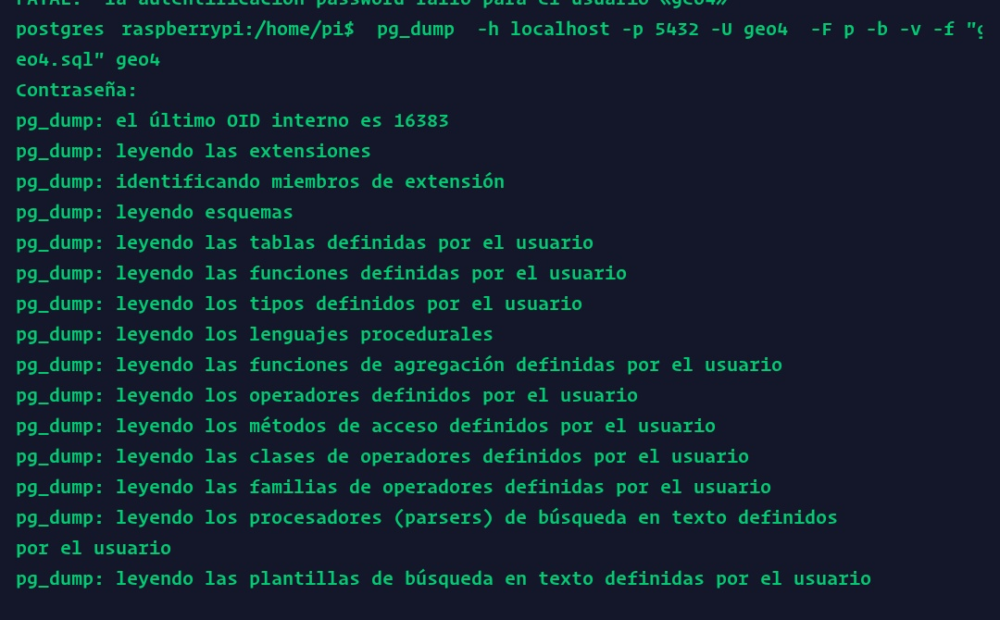 FATAL: la autentificación password falló para el usuario «geo4»
postgres raspberrypi:/home/pi$ pg_dump -h localhost -p 5432 -U geo4 -F p -b -v -f "g
eo4.sql" geo4
Contraseña:
pg_dump: el último OID interno es 16383
pg_dump: leyendo las extensiones
pg_dump: identificando miembros de extensión
pg_dump: leyendo esquemas
pg_dump: leyendo las tablas definidas por el usuario
pg_dump: leyendo las funciones definidas por el usuario
pg_dump: leyendo los tipos definidos por el usuario
pg_dump: leyendo los lenguajes procedurales
pg_dump: leyendo las funciones de agregación definidas por el usuario
pg_dump: leyendo los operadores definidos por el usuario
pg_dump: leyendo los métodos de acceso definidos por el usuario
pg_dump: leyendo las clases de operadores definidos por el usuario
pg_dump: leyendo las familias de operadores definidas por el usuario
pg_dump: leyendo los procesadores (parsers) de búsqueda en texto definidos
por el usuario
pg_dump: leyendo las plantillas de búsqueda en texto definidas por el usuario